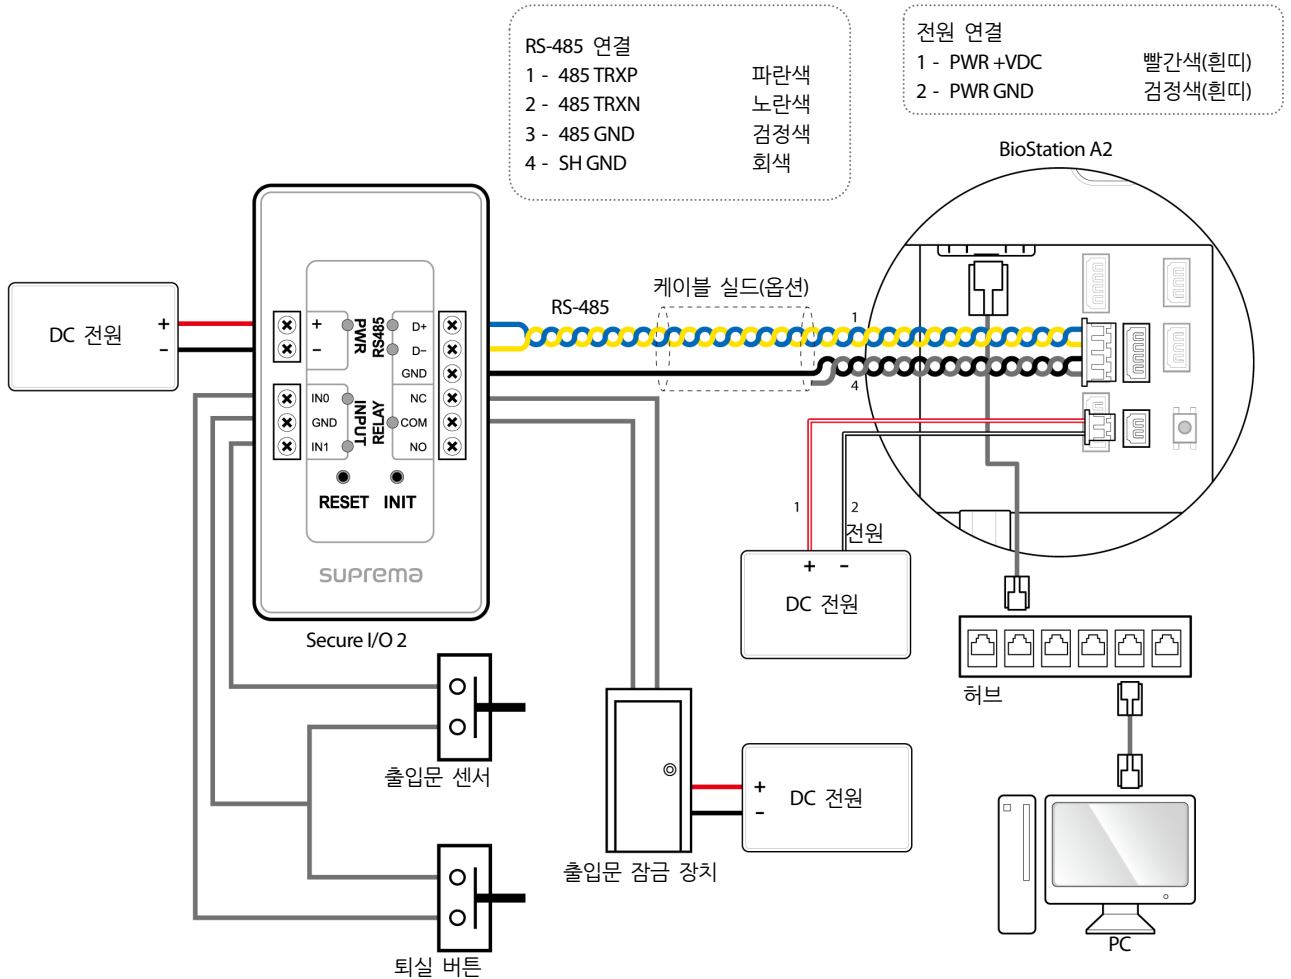 RS-485 연결
1 - 485 TRXP 파란색
2 - 485 TRXN 노란색
3 - 485 GND 검정색
4 - SH GND 회색
전원 연결
1 - PWR +VDC 빨간색(흰띠)
2 - PWR GND 검정색(흰띠)
BioStation A2
DC 전원
+
−
+
−
PWR
RS485
D+
D−
GND
IN0
GND
IN1
INPUT
RELAY
NC
COM
NO
RESET INIT
suprema
Secure I/O 2
RS-485
케이블 실드(옵션)
1
4
1
2
전원
+ −
DC 전원
허브
출입문 센서
퇴실 버튼
출입문 잠금 장치
+
−
DC 전원
PC